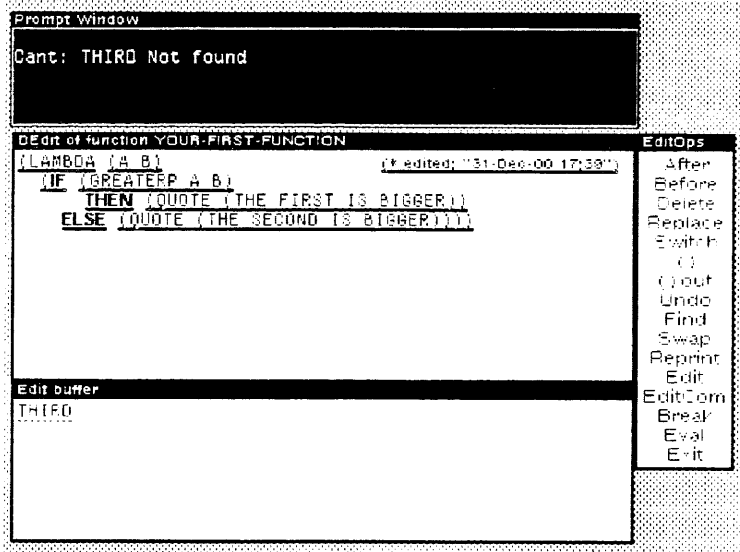 Prompt Window
Cant: THIRD Not found
DEdit of function YOUR-FIRST-FUNCTION
(LAMBDA (A B) (* edited: "31-Dec-00 17:39")
(IF (GREATERP A B)
THEN (QUOTE (THE FIRST IS BIGGER))
ELSE (QUOTE (THE SECOND IS BIGGER))))
Edit buffer
THIRD
EditOps
After
Before
Delete
Replace
Switch
()
() out
Undo
Find
Swap
Reprint
Edit
EditCom
Break
Eval
Exit